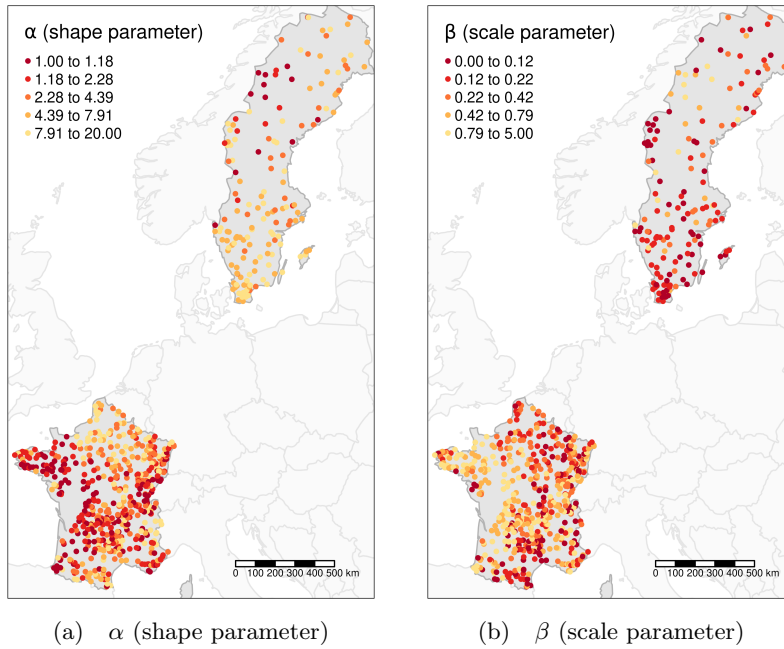 α (shape parameter)
1.00 to 1.18
1.18 to 2.28
2.28 to 4.39
4.39 to 7.91
7.91 to 20.00
0 100 200 300 400 500 km
β (scale parameter)
0.00 to 0.12
0.12 to 0.22
0.22 to 0.42
0.42 to 0.79
0.79 to 5.00
0 100 200 300 400 500 km
(a) α (shape parameter)
(b) β (scale parameter)